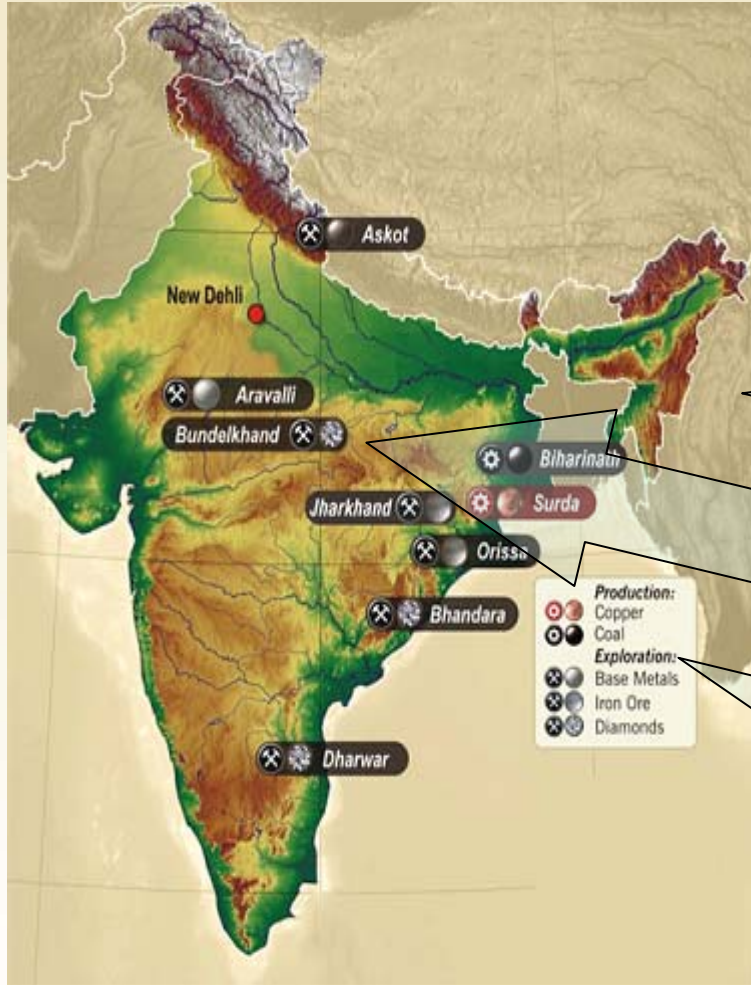 Askot
New Dehli
Aravalli
Bundelkhand
Biharinath
Jharkhand
Surda
Orissa
Bhandara
Production:
Copper
Coal
Exploration:
Base Metals
Iron Ore
Diamonds
Dharwar